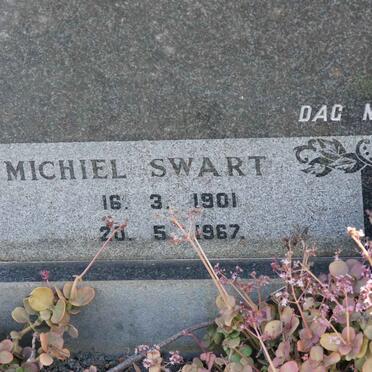 DAG
MICHIEL SWART
16. 3. 1901
20. 5. 1967.